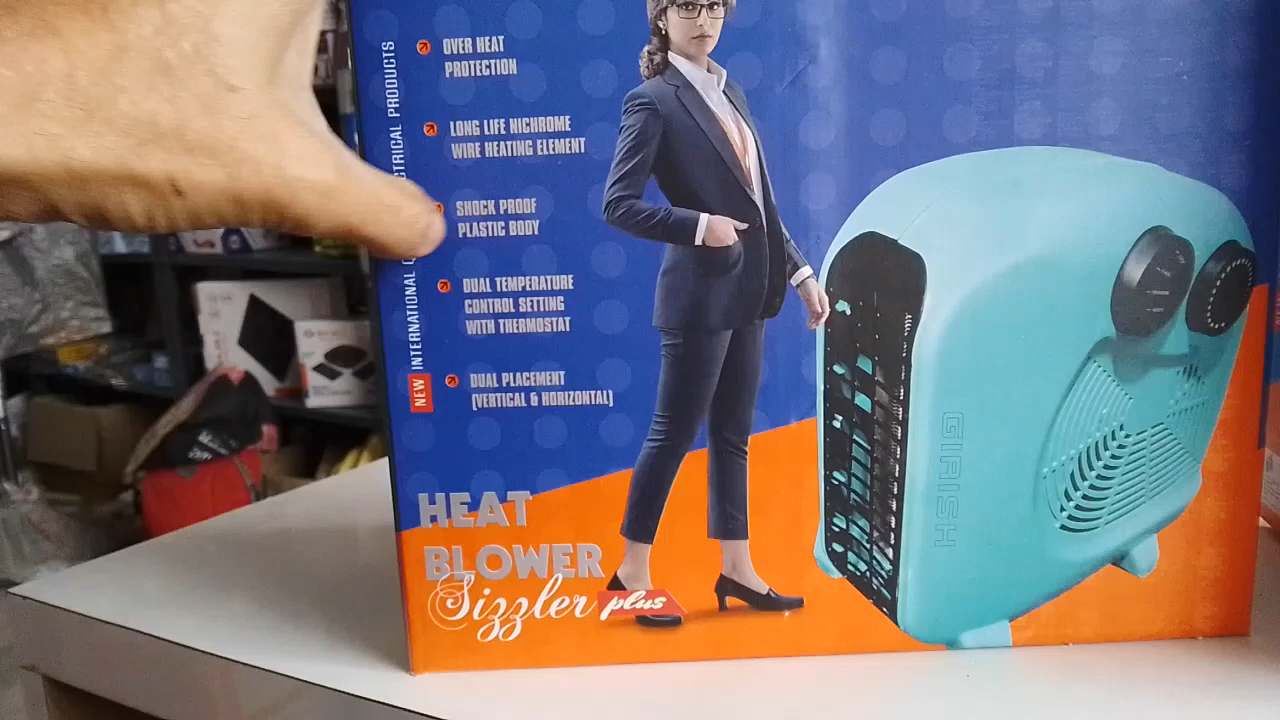 OVER HEAT
PROTECTION
LONG LIFE NICHROME
WIRE HEATING ELEMENT
SHOCK PROOF
PLASTIC BODY
DUAL TEMPERATURE
CONTROL SETTING
WITH THERMOSTAT
DUAL PLACEMENT
(VERTICAL & HORIZONTAL)
NEW INTERNATIONAL
PRODUCTS
HEAT
BLOWER
Sizzler plus
GIRISH